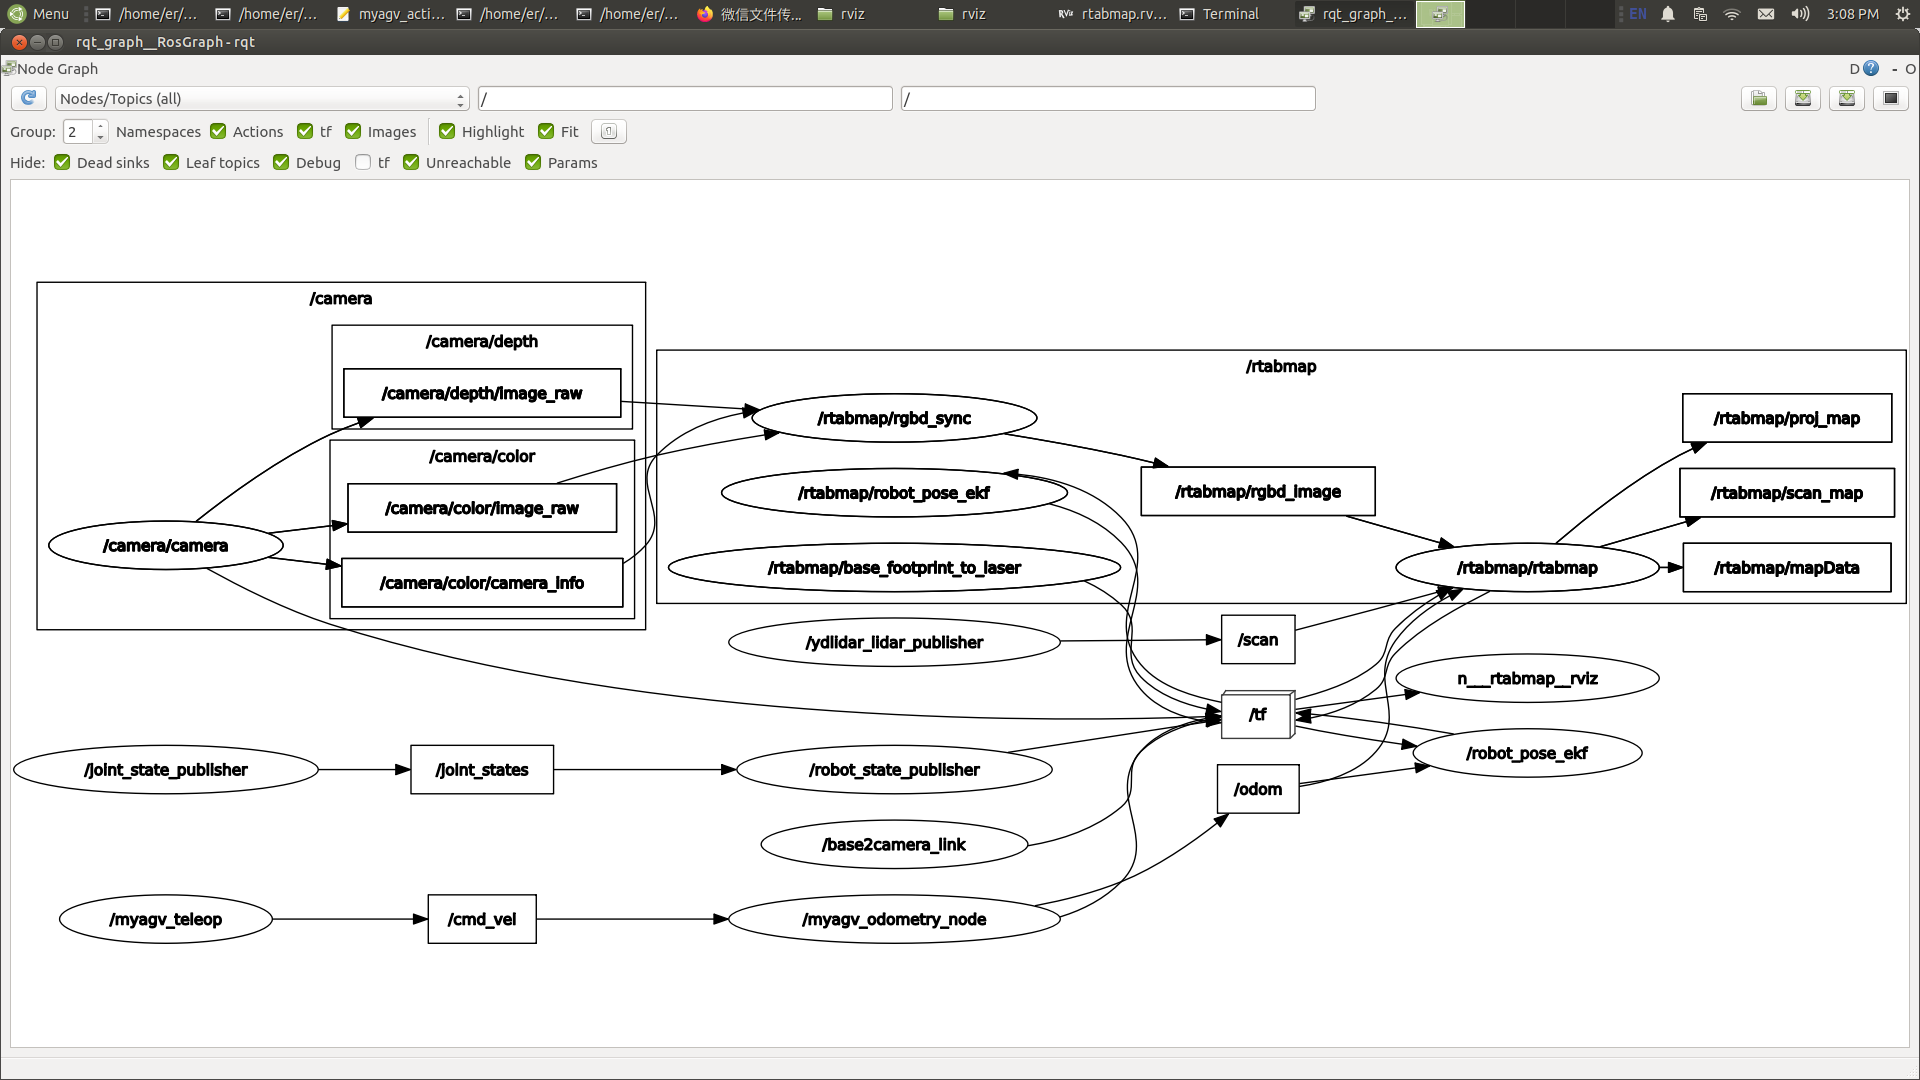 Menu /home/er/... /home/er/... myagv_acti... /home/er/... /home/er/... 微信文件传... rviz rviz RViz rtabmap.rv... Terminal rqt_graph_... EN 3:08 PM
rqt_graph__RosGraph - rqt
Node Graph D ? - O
Nodes/Topics (all) / /
Group: 2 Namespaces Actions tf Images Highlight Fit
Hide: Dead sinks Leaf topics Debug tf Unreachable Params
/camera
/camera/depth
/camera/depth/image_raw
/camera/color
/camera/color/image_raw
/camera/camera
/camera/color/camera_info
/rtabmap
/rtabmap/rgbd_sync
/rtabmap/proj_map
/rtabmap/robot_pose_ekf
/rtabmap/rgbd_image
/rtabmap/scan_map
/rtabmap/base_footprint_to_laser
/rtabmap/rtabmap
/rtabmap/mapData
/ydlidar_lidar_publisher
/scan
n___rtabmap__rviz
/tf
/robot_pose_ekf
/joint_state_publisher
/joint_states
/robot_state_publisher
/odom
/base2camera_link
/myagv_teleop
/cmd_vel
/myagv_odometry_node